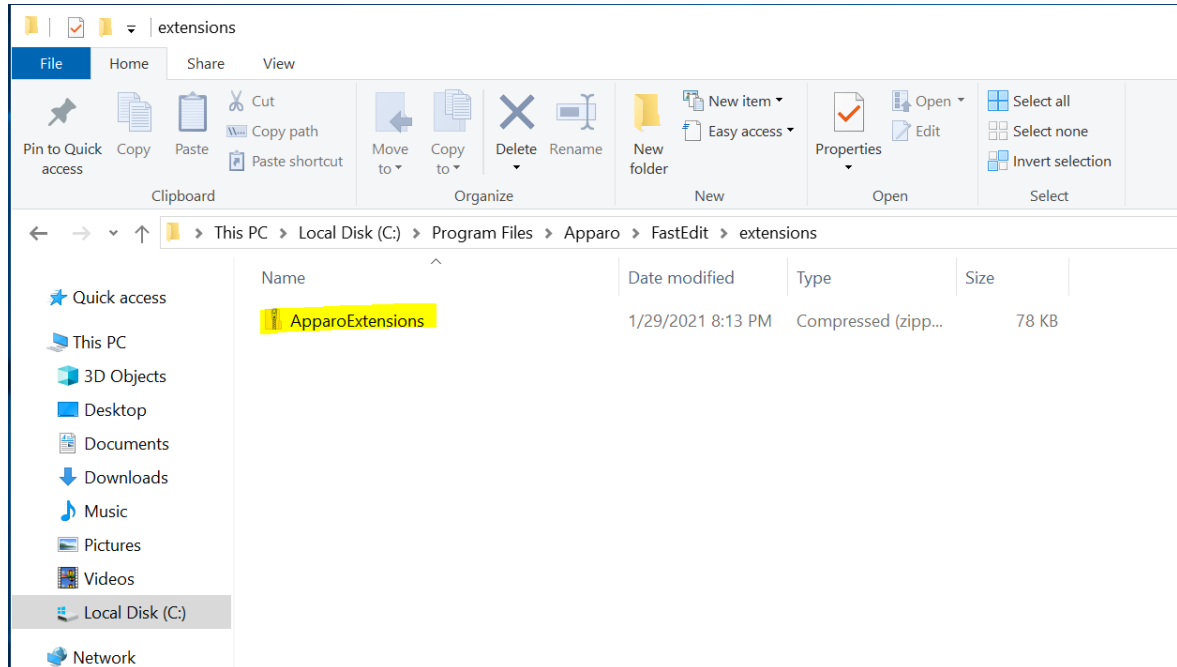 extensions
File Home Share View
Pin to Quick access
Copy
Paste
Cut
Copy path
Paste shortcut
Clipboard
Move to
Copy to
Delete
Rename
Organize
New folder
New item
Easy access
New
Properties
Open
Edit
Open
Select all
Select none
Invert selection
Select
This PC > Local Disk (C:) > Program Files > Apparo > FastEdit > extensions
Name Date modified Type Size
ApparoExtensions 1/29/2021 8:13 PM Compressed (zipp... 78 KB
Quick access
This PC
3D Objects
Desktop
Documents
Downloads
Music
Pictures
Videos
Local Disk (C:)
Network